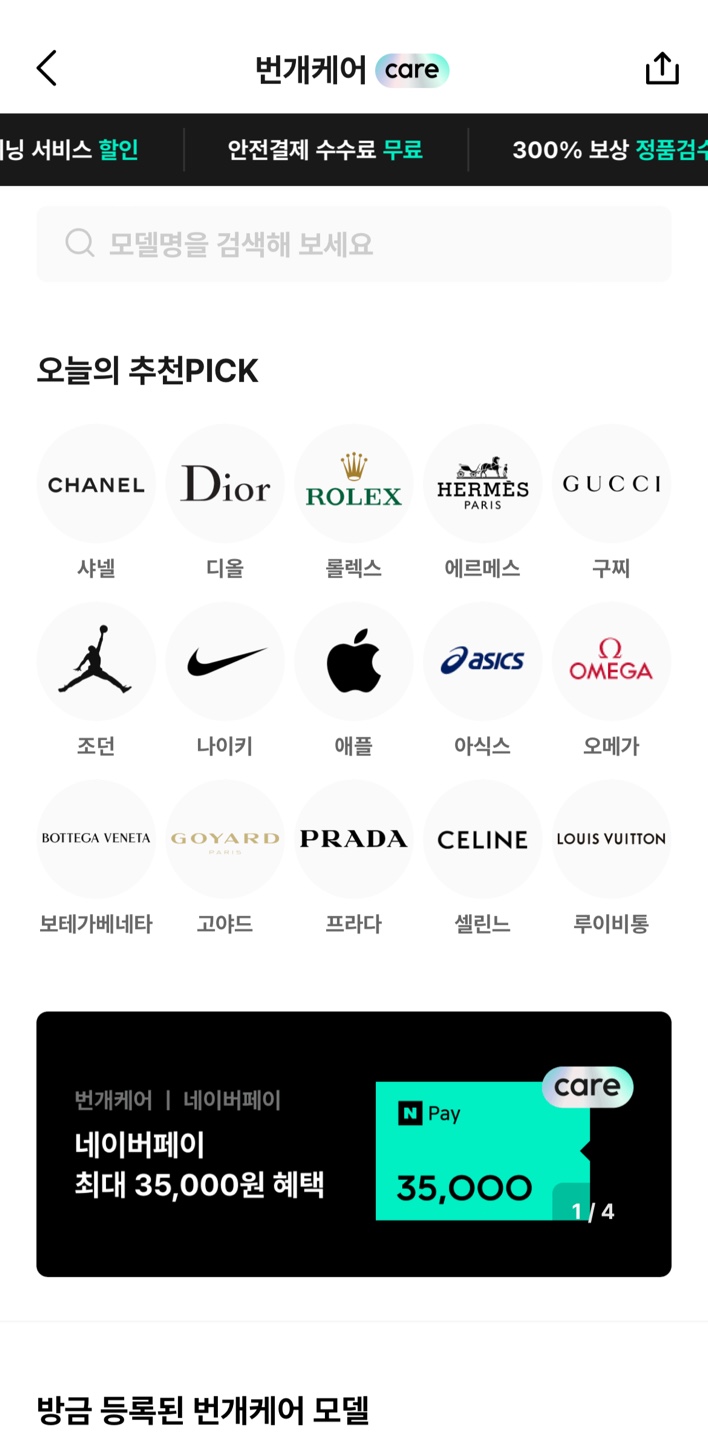 번개케어 care
닝 서비스 할인
안전결제 수수료 무료
300% 보상 정품검수
모델명을 검색해 보세요
오늘의 추천PICK
CHANEL
Dior
ROLEX
HERMÈS
PARIS
GUCCI
샤넬
디올
롤렉스
에르메스
구찌
asics
Ω
OMEGA
조던
나이키
애플
아식스
오메가
BOTTEGA VENETA
GOYARD
PARIS
PRADA
CELINE
LOUIS VUITTON
보테가베네타
고야드
프라다
셀린느
루이비통
번개케어 | 네이버페이
네이버페이
최대 35,000원 혜택
care
N Pay
35,000
1 / 4
방금 등록된 번개케어 모델